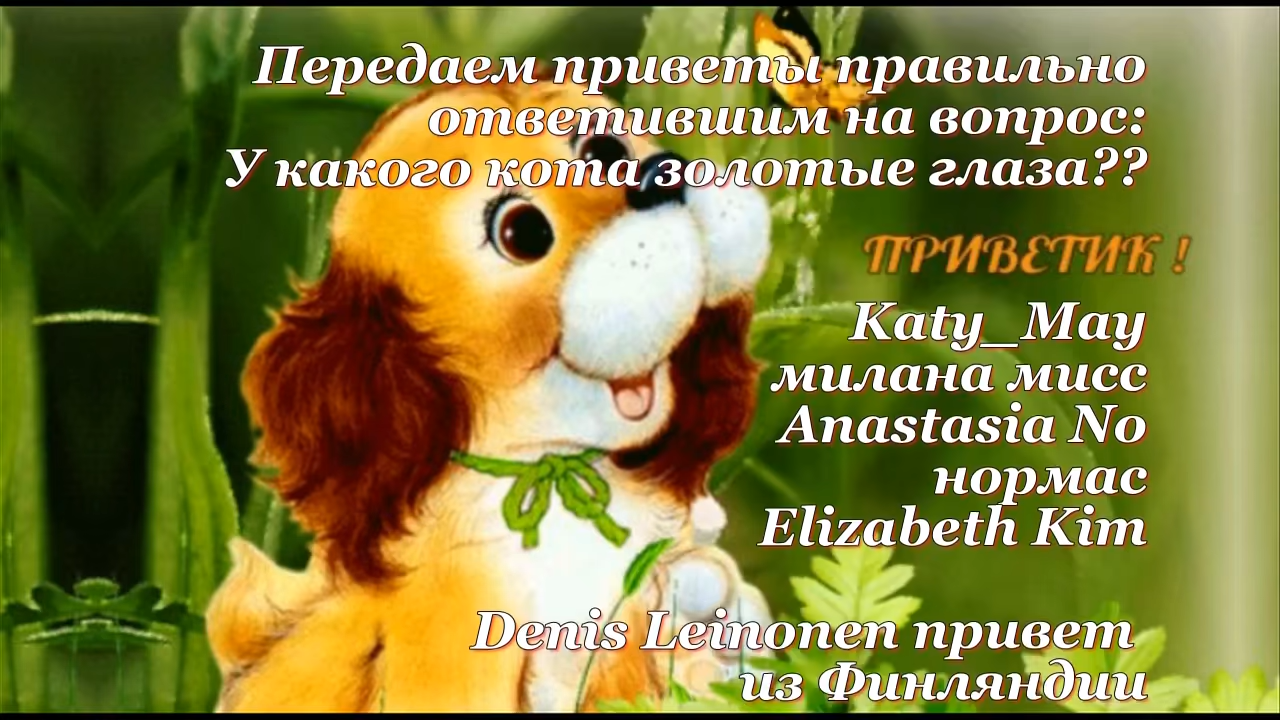 Передаем приветы правильно
ответившим на вопрос:
У какого кота золотые глаза??
ПРИВЕТИК !
Katy_May
милана мисс
Anastasia No
нормас
Elizabeth Kim
Denis Leinonen привет
из Финляндии